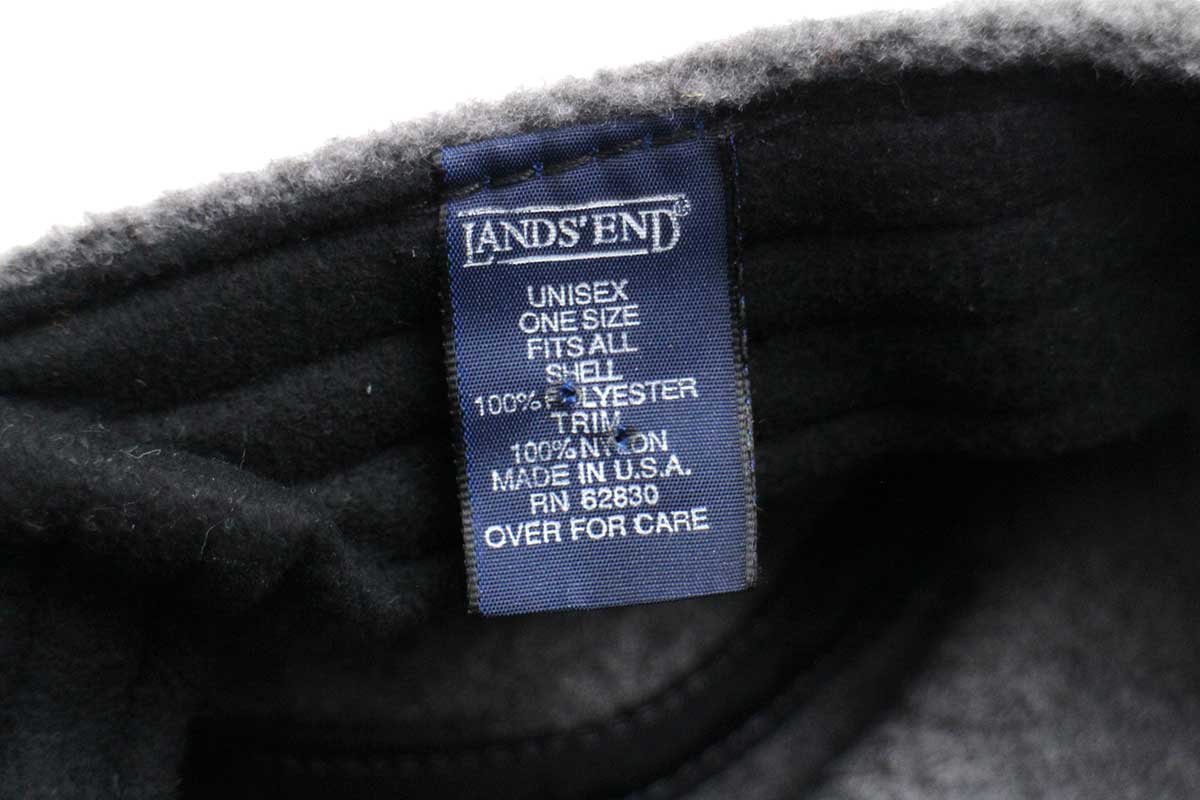 LANDS' END®
UNISEX
ONE SIZE
FITS ALL
SHELL
100% POLYESTER
TRIM
100% NYLON
MADE IN U.S.A.
RN 62830
OVER FOR CARE